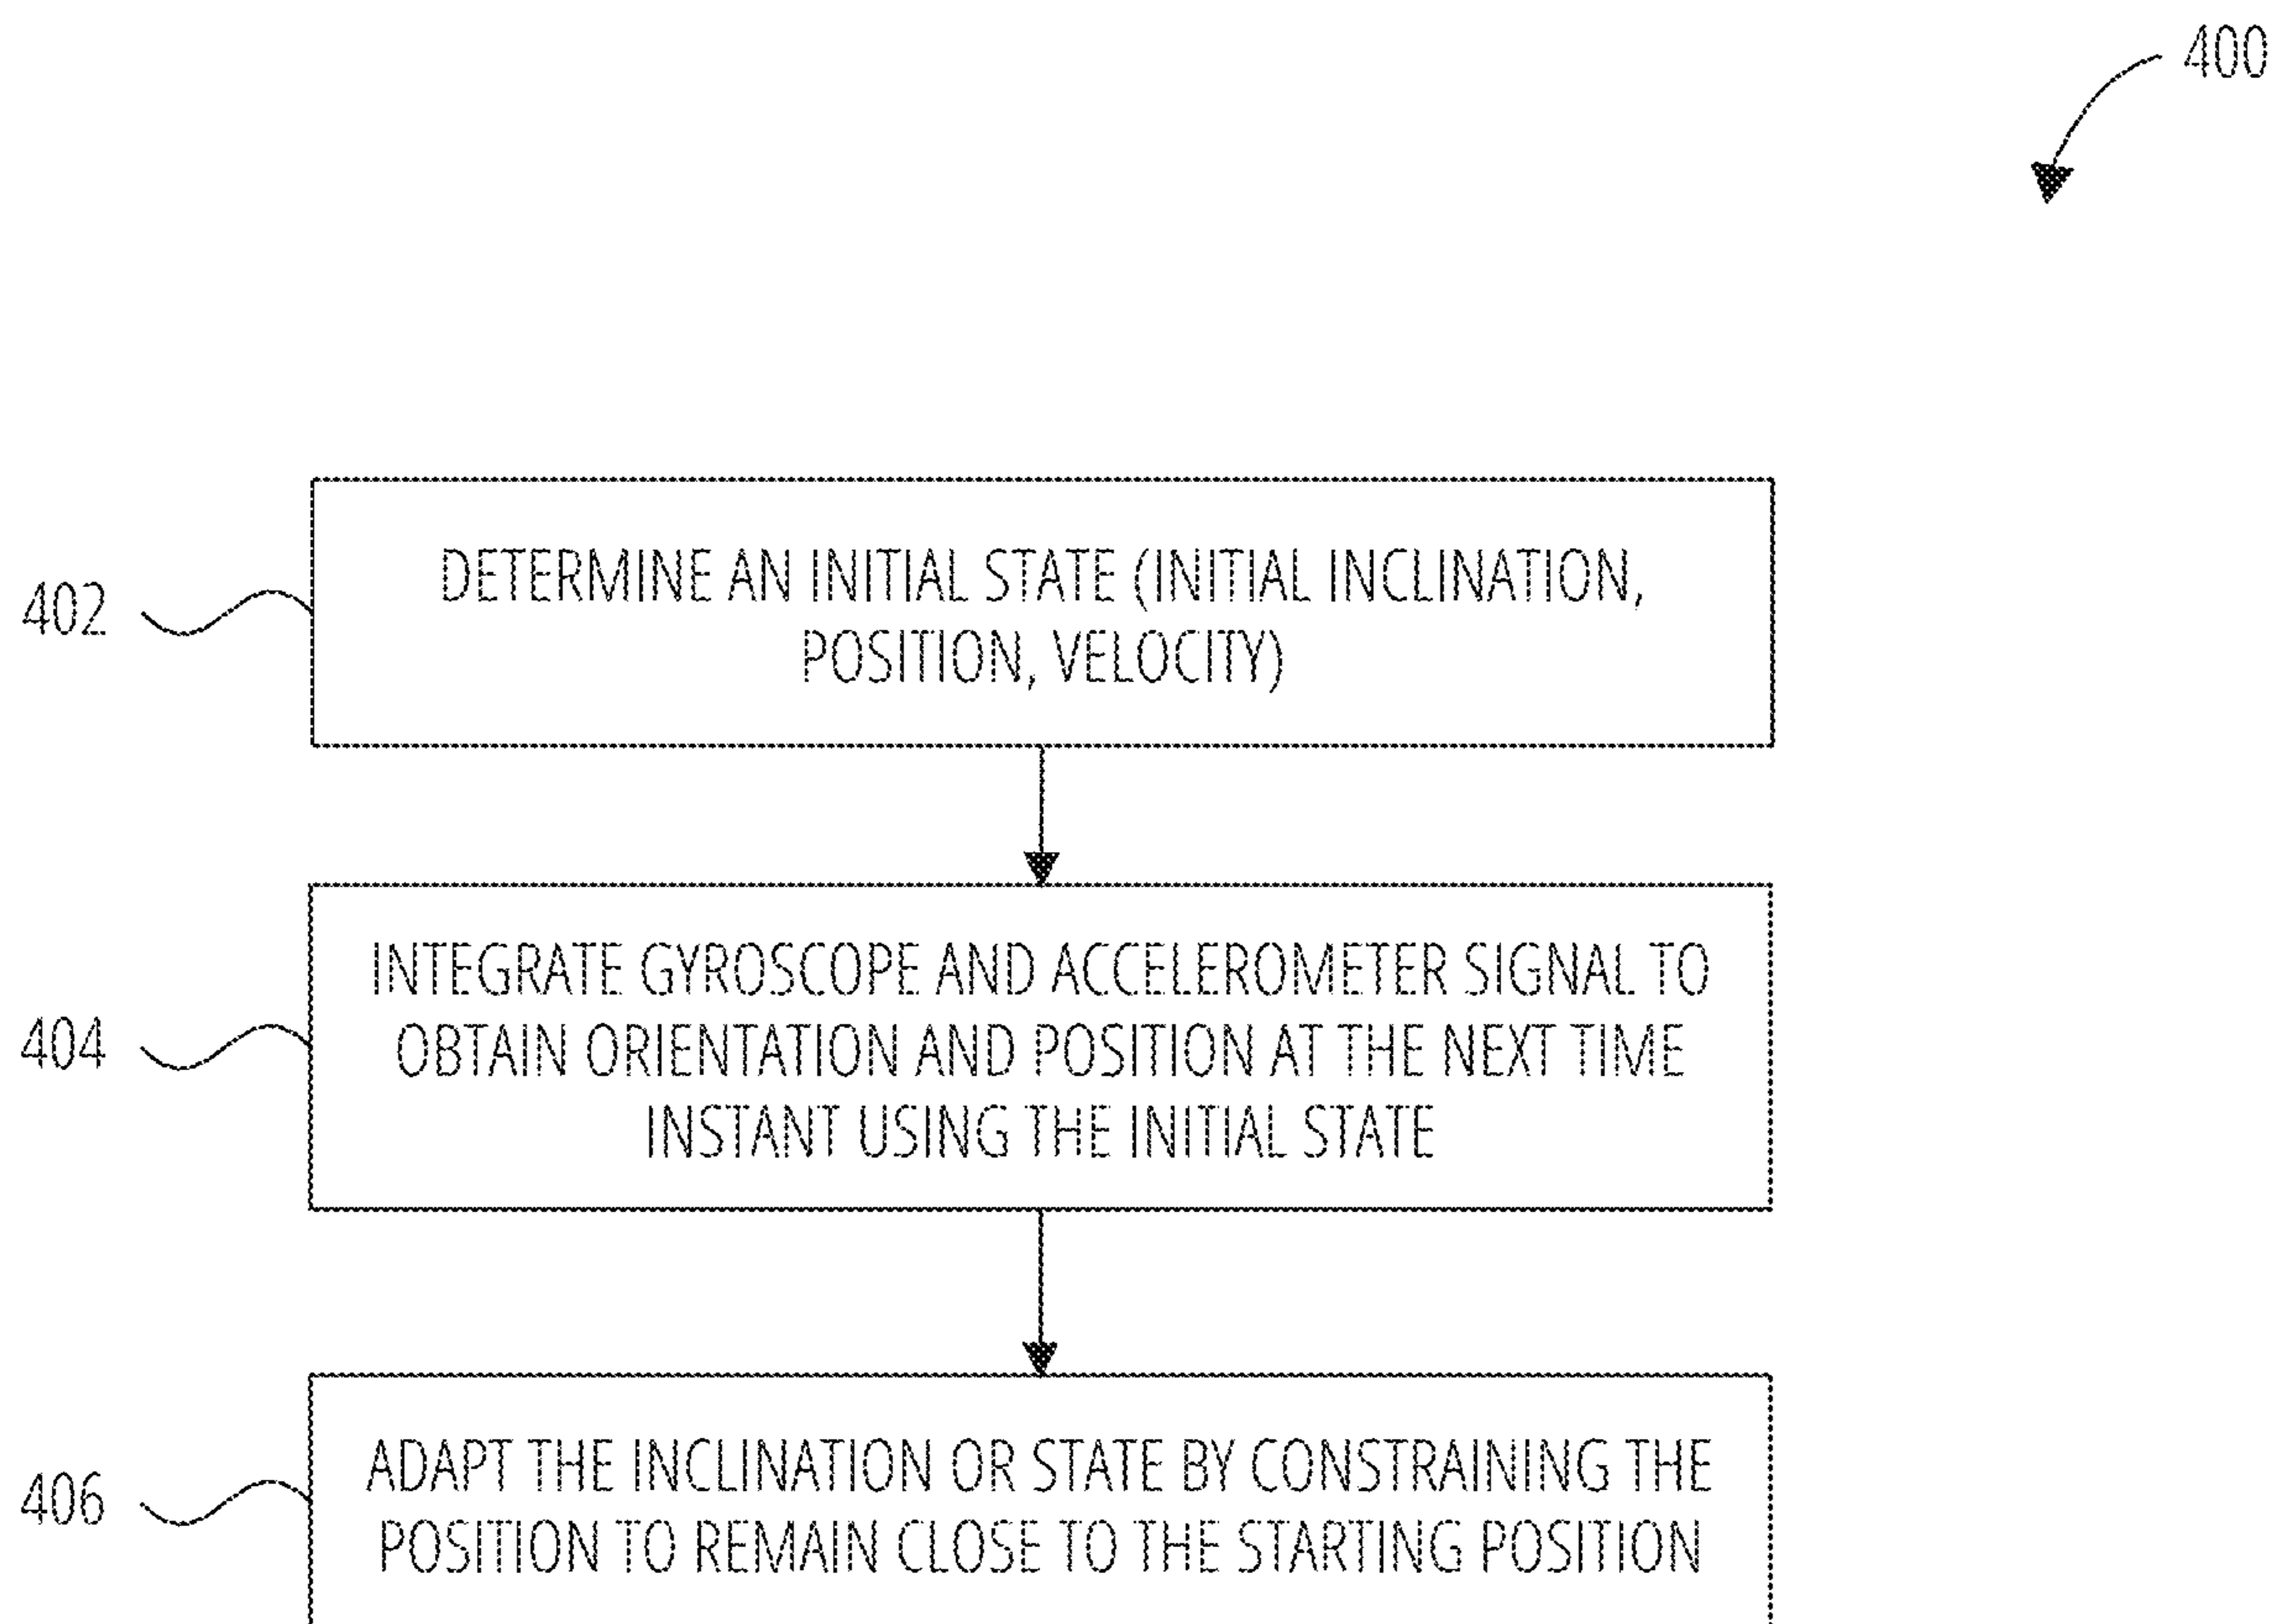 400
402
DETERMINE AN INITIAL STATE (INITIAL INCLINATION,
POSITION, VELOCITY)
404
INTEGRATE GYROSCOPE AND ACCELEROMETER SIGNAL TO
OBTAIN ORIENTATION AND POSITION AT THE NEXT TIME
INSTANT USING THE INITIAL STATE
406
ADAPT THE INCLINATION OR STATE BY CONSTRAINING THE
POSITION TO REMAIN CLOSE TO THE STARTING POSITION